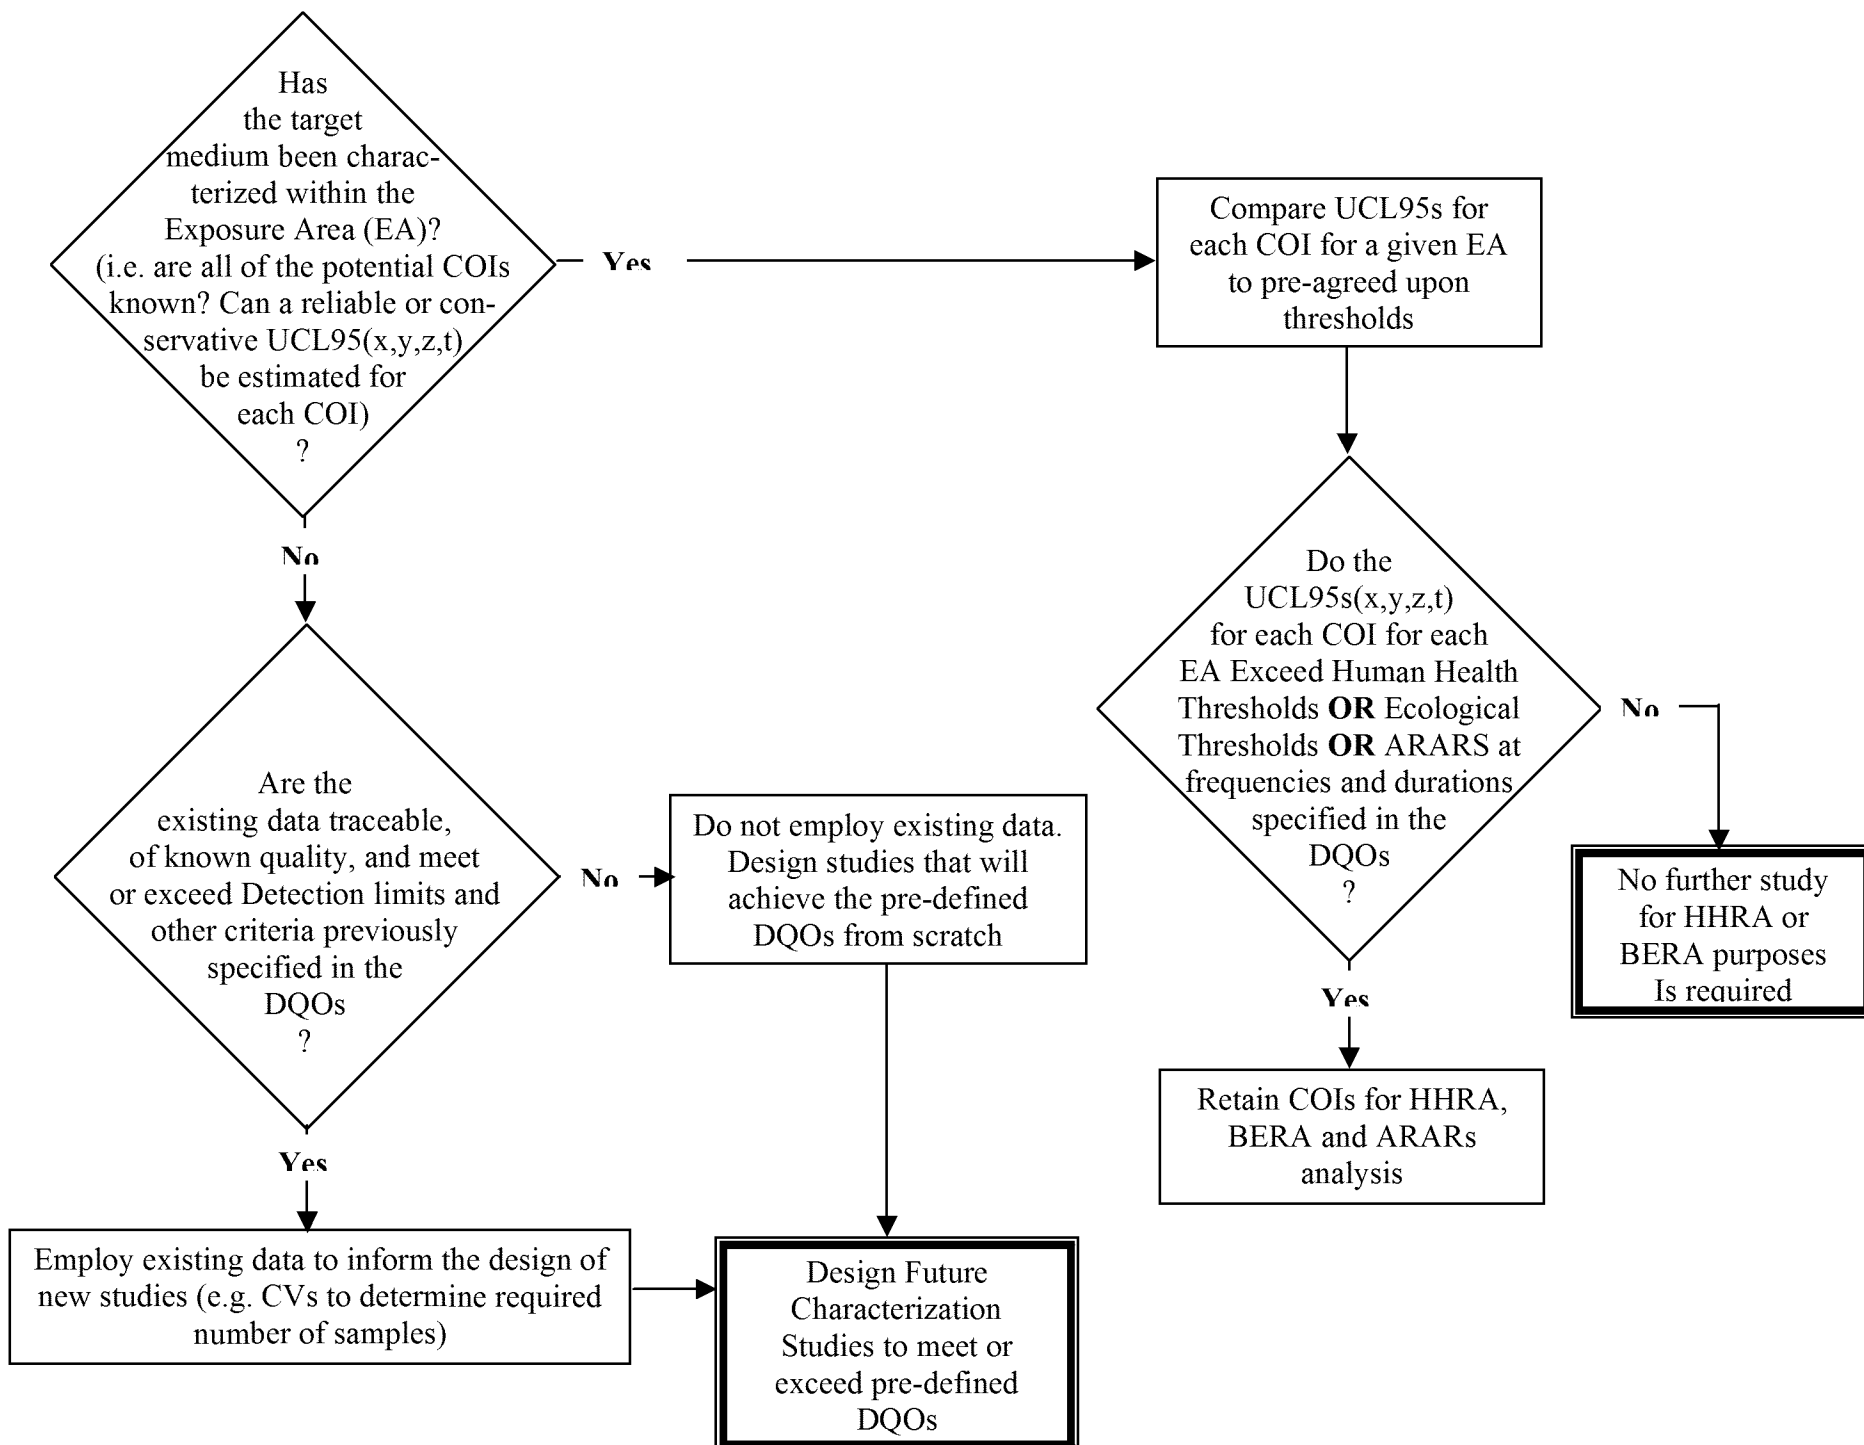 Has
the target
medium been charac-
terized within the
Exposure Area (EA)?
(i.e. are all of the potential COIs
known? Can a reliable or con-
servative UCL95(x,y,z,t)
be estimated for
each COI)
?
Yes
Compare UCL95s for
each COI for a given EA
to pre-agreed upon
thresholds
No
Do the
UCL95s(x,y,z,t)
for each COI for each
EA Exceed Human Health
Thresholds OR Ecological
Thresholds OR ARARS at
frequencies and durations
specified in the
DQOs
?
No
No further study
for HHRA or
BERA purposes
Is required
Yes
Retain COIs for HHRA,
BERA and ARARs
analysis
Are the
existing data traceable,
of known quality, and meet
or exceed Detection limits and
other criteria previously
specified in the
DQOs
?
No
Do not employ existing data.
Design studies that will
achieve the pre-defined
DQOs from scratch
Yes
Employ existing data to inform the design of
new studies (e.g. CVs to determine required
number of samples)
Design Future
Characterization
Studies to meet or
exceed pre-defined
DQOs